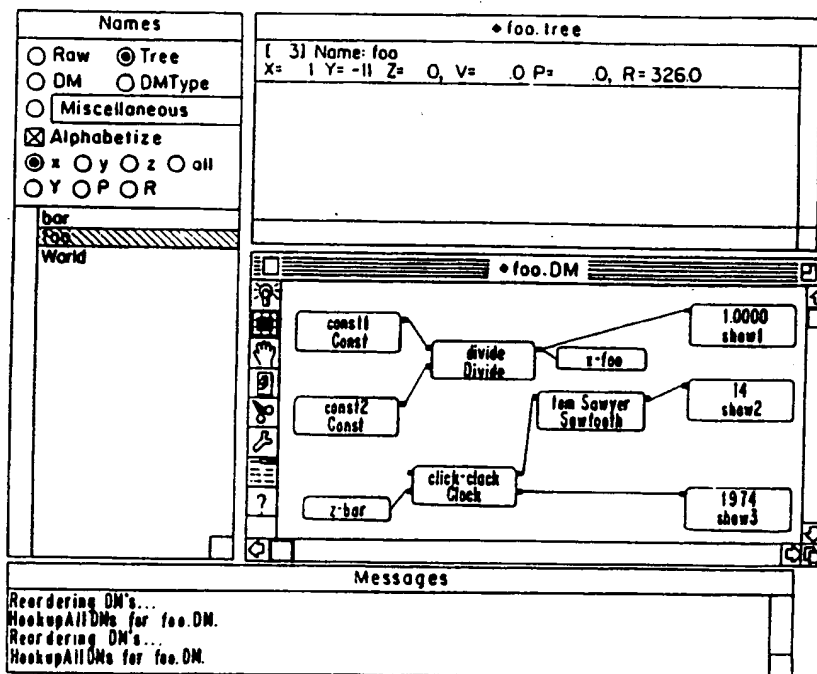 Names
Raw Tree
DM DMType
Miscellaneous
Alphabetize
x y z all
Y P R
bar
foo
World
♦foo.tree
[ 3] Name: foo
X= 1 Y= -11 Z= 0, V= .0 P= .0, R= 326.0
♦foo.DM
const1
Const
divide
Divide
x-foo
1.0000
show1
const2
Const
tom Sawyer
Sawtooth
14
show2
click-clack
Clock
z-bar
1974
show3
?
Messages
Reordering DM's...
HookupAllDMs for foo.DM.
Reordering DM's...
HookupAllDMs for foo.DM.